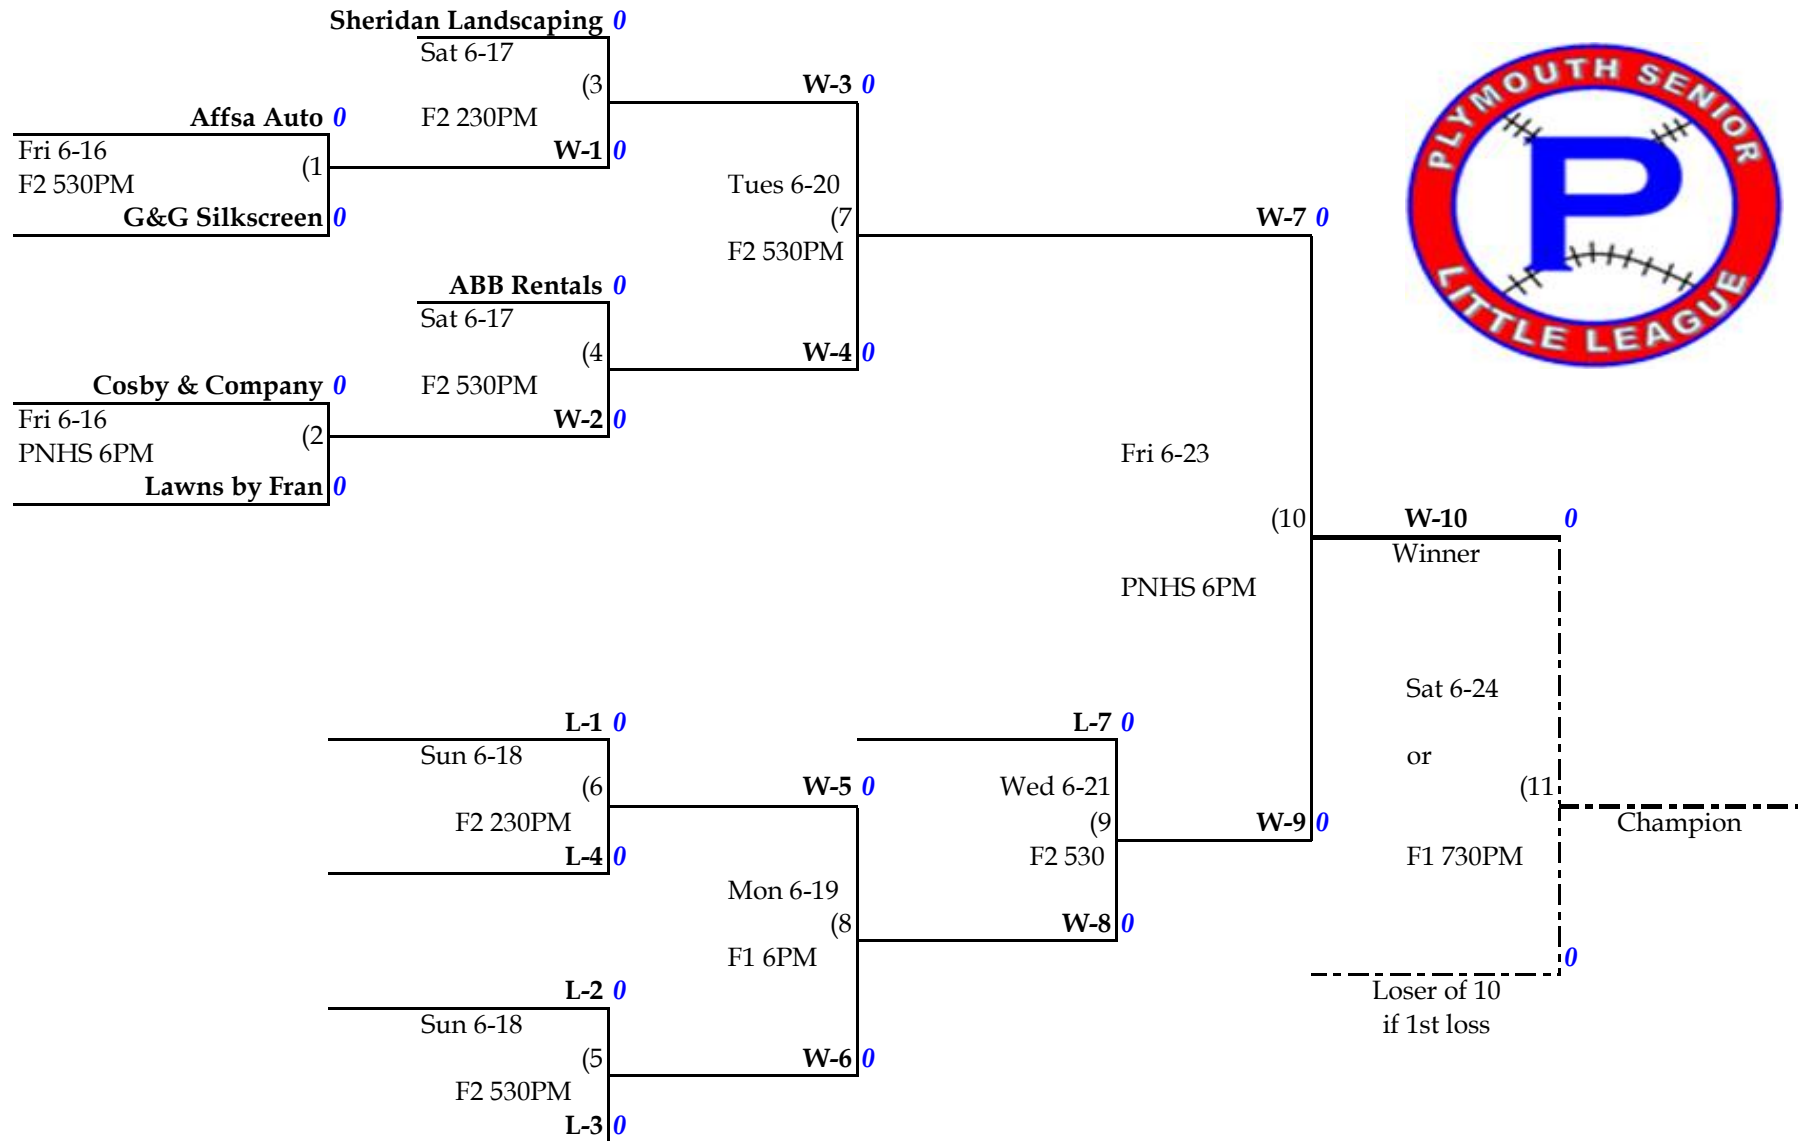 Sheridan Landscaping 0
Sat 6-17
(3
F2 230PM
W-1 0
Affsa Auto 0
Fri 6-16
(1
F2 530PM
G&G Silkscreen 0
W-3 0
Tues 6-20
(7
F2 530PM
W-7 0
ABB Rentals 0
Sat 6-17
(4
F2 530PM
W-2 0
W-4 0
Cosby & Company 0
Fri 6-16
(2
PNHS 6PM
Lawns by Fran 0
PLYMOUTH SENIOR
P
LITTLE LEAGUE
Fri 6-23
(10
PNHS 6PM
W-10 0
Winner
Sat 6-24
or
(11
F1 730PM
Champion
0
Loser of 10
if 1st loss
L-1 0
Sun 6-18
(6
F2 230PM
L-4 0
W-5 0
Mon 6-19
(8
F1 6PM
L-7 0
Wed 6-21
(9
F2 530
W-9 0
W-8 0
L-2 0
Sun 6-18
(5
F2 530PM
L-3 0
W-6 0